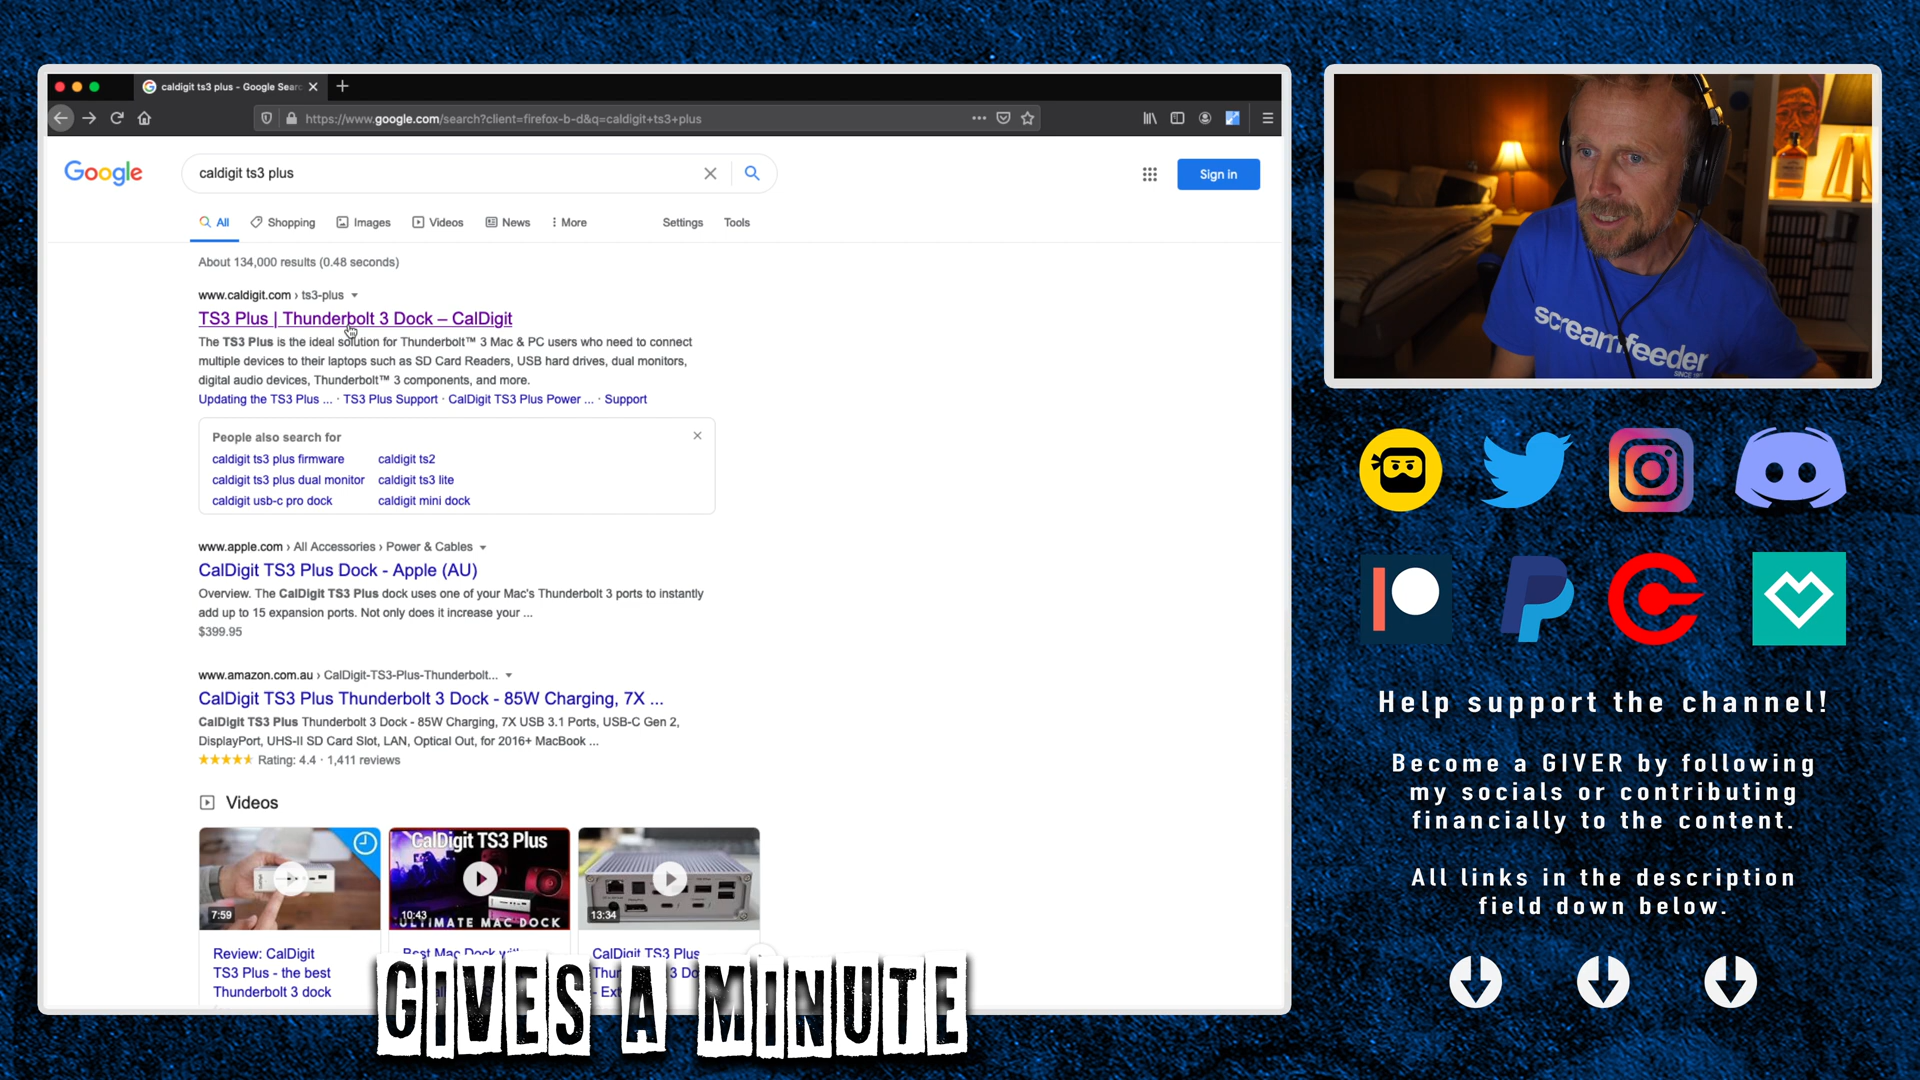 caldigit ts3 plus - Google Searc
https://www.google.com/search?client=firefox-b-d&q=caldigit+ts3+plus
Google
caldigit ts3 plus
Sign in
All
Shopping
Images
Videos
News
More
Settings
Tools
About 134,000 results (0.48 seconds)
www.caldigit.com › ts3-plus
TS3 Plus | Thunderbolt 3 Dock – CalDigit
The TS3 Plus is the ideal solution for Thunderbolt™ 3 Mac & PC users who need to connect
multiple devices to their laptops such as SD Card Readers, USB hard drives, dual monitors,
digital audio devices, Thunderbolt™ 3 components, and more.
Updating the TS3 Plus ... · TS3 Plus Support · CalDigit TS3 Plus Power ... · Support
People also search for
caldigit ts3 plus firmware
caldigit ts2
caldigit ts3 plus dual monitor
caldigit ts3 lite
caldigit usb-c pro dock
caldigit mini dock
www.apple.com › All Accessories › Power & Cables
CalDigit TS3 Plus Dock - Apple (AU)
Overview. The CalDigit TS3 Plus dock uses one of your Mac's Thunderbolt 3 ports to instantly
add up to 15 expansion ports. Not only does it increase your ...
$399.95
www.amazon.com.au › CalDigit-TS3-Plus-Thunderbolt...
CalDigit TS3 Plus Thunderbolt 3 Dock - 85W Charging, 7X ...
CalDigit TS3 Plus Thunderbolt 3 Dock - 85W Charging, 7X USB 3.1 Ports, USB-C Gen 2,
DisplayPort, UHS-II SD Card Slot, LAN, Optical Out, for 2016+ MacBook ...
Rating: 4.4 · 1,411 reviews
Videos
7:59
CalDigit TS3 Plus
10:43
ULTIMATE MAC DOCK
13:34
Review: CalDigit
TS3 Plus - the best
Thunderbolt 3 dock
Best Mac Dock with
CalDigit TS3 Plus
GIVES A MINUTE
screamfeeder
Help support the channel!
Become a GIVER by following
my socials or contributing
financially to the content.
All links in the description
field down below.